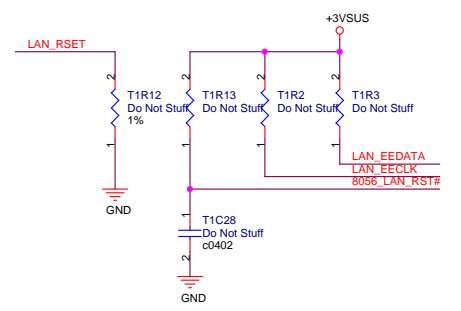 +3VSUS
LAN_RSET
2
2
2
2
T1R12
Do Not Stuff
1%
T1R13
Do Not Stuff
T1R2
Do Not Stuff
T1R3
Do Not Stuff
1
1
1
1
LAN_EEDATA
LAN_EECLK
8056_LAN_RST#
GND
1
T1C28
Do Not Stuff
c0402
2
GND